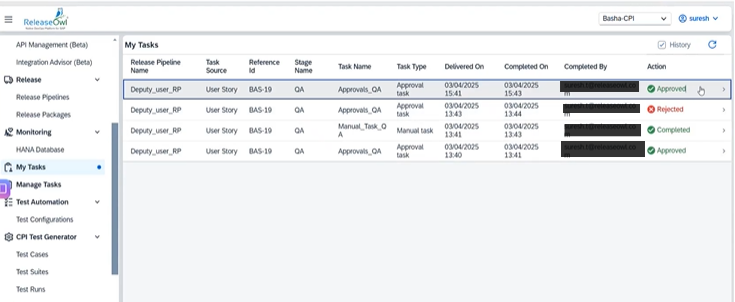 ReleaseOwl
Basha-CPI
suresh
API Management (Beta)
Integration Advisor (Beta)
Release
Release Pipelines
Release Packages
Monitoring
HANA Database
My Tasks
Manage Tasks
Test Automation
Test Configurations
CPI Test Generator
Test Cases
Test Suites
Test Runs
My Tasks
History
Release Pipeline Name Task Source Reference Id Stage Name Task Name Task Type Delivered On Completed On Completed By Action
Deputy_user_RP User Story BAS-19 QA Approvals_QA Approval task 03/04/2025 15:41 03/04/2025 15:43 Approved
Deputy_user_RP User Story BAS-19 QA Approvals_QA Approval task 03/04/2025 13:43 03/04/2025 13:44 Rejected
Deputy_user_RP User Story BAS-19 QA Manual_Task_QA Manual task 03/04/2025 13:41 03/04/2025 13:43 Completed
Deputy_user_RP User Story BAS-19 QA Approvals_QA Approval task 03/04/2025 13:40 03/04/2025 13:41 Approved